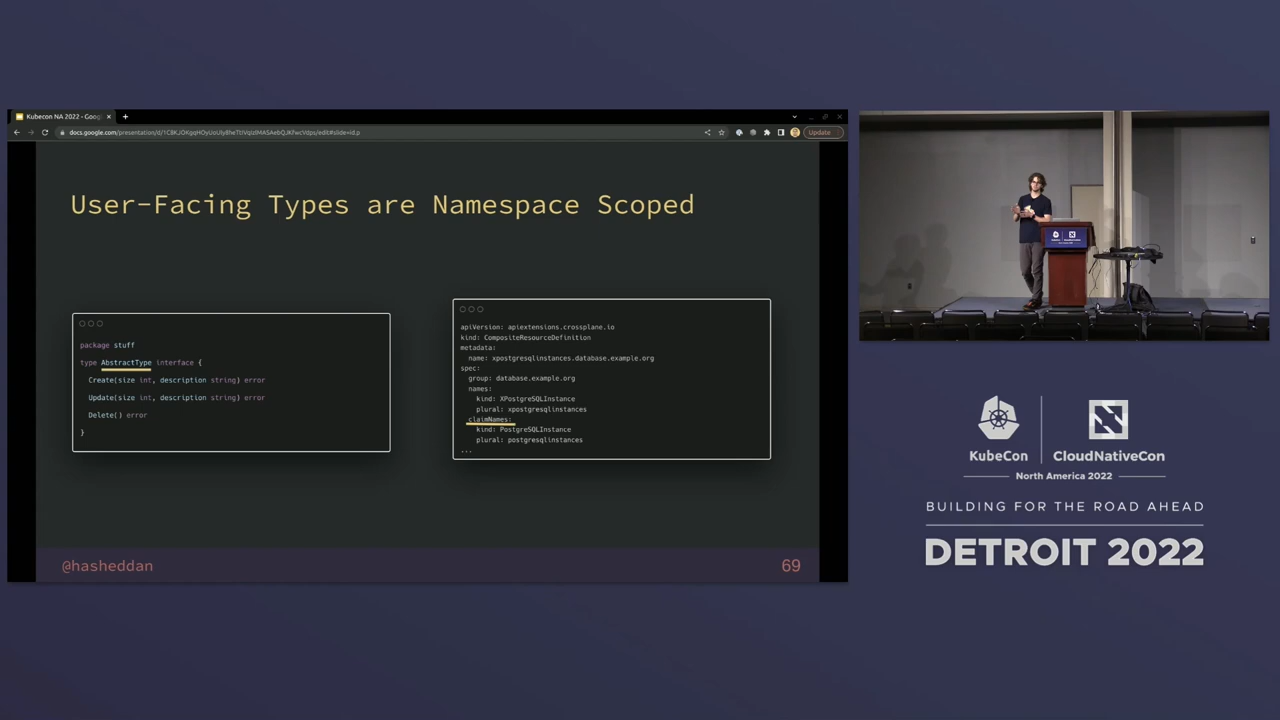 Kubecon NA 2022 - Goog
Update
User-Facing Types are Namespace Scoped
package stuff
type AbstractType interface {
Create(size int, description string) error
Update(size int, description string) error
Delete() error
}
apiVersion: apiextensions.crossplane.io
kind: CompositeResourceDefinition
metadata:
name: xpostgresqlinstances.database.example.org
spec:
group: database.example.org
names:
kind: XPostgreSQLInstance
plural: xpostgresqlinstances
claimNames:
kind: PostgreSQLInstance
plural: postgresqlinstances
...
@hasheddan
69
KubeCon
CloudNativeCon
North America 2022
BUILDING FOR THE ROAD AHEAD
DETROIT 2022